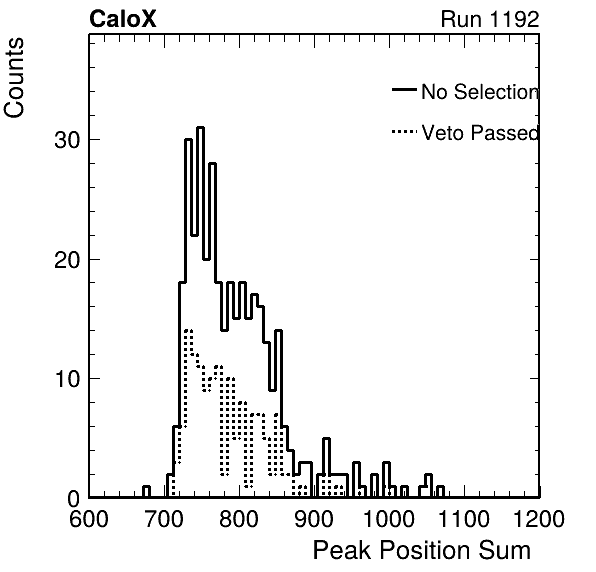 CaloX Run 1192
Counts
No Selection
Veto Passed
30
20
10
0
600 700 800 900 1000 1100 1200
Peak Position Sum